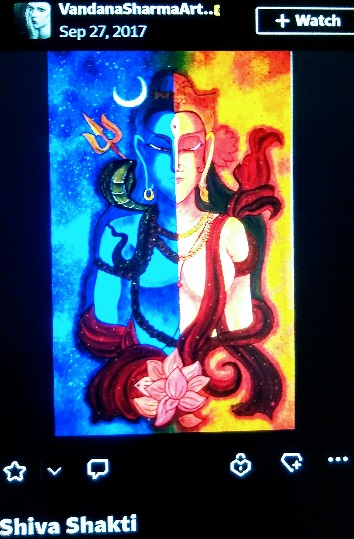 VandanaSharmaArt..
Sep 27, 2017
+ Watch
Shiva Shakti